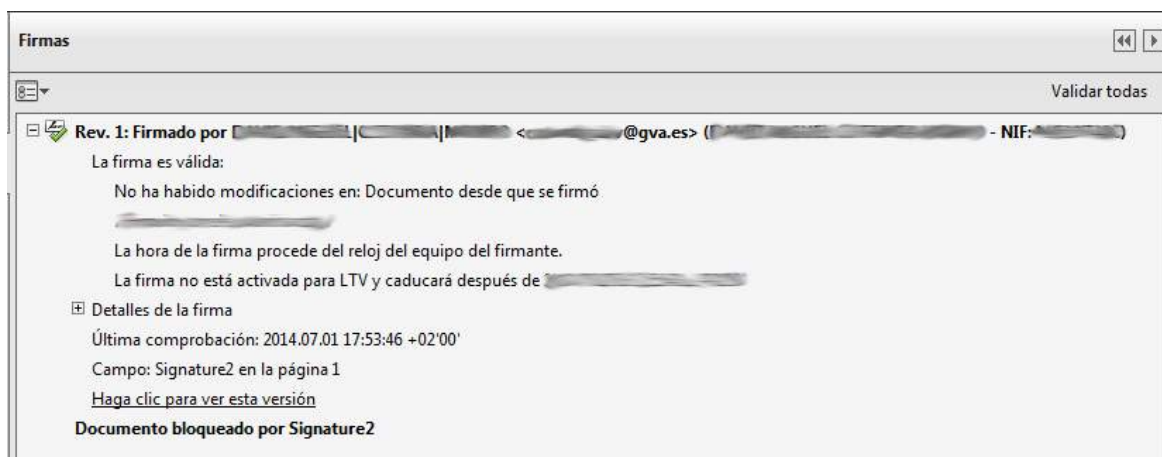 Firmas
Validar todas
Rev. 1: Firmado por | | < @gva.es> ( - NIF: )
La firma es válida:
No ha habido modificaciones en: Documento desde que se firmó
La hora de la firma procede del reloj del equipo del firmante.
La firma no está activada para LTV y caducará después de
Detalles de la firma
Última comprobación: 2014.07.01 17:53:46 +02'00'
Campo: Signature2 en la página 1
Haga clic para ver esta versión
Documento bloqueado por Signature2